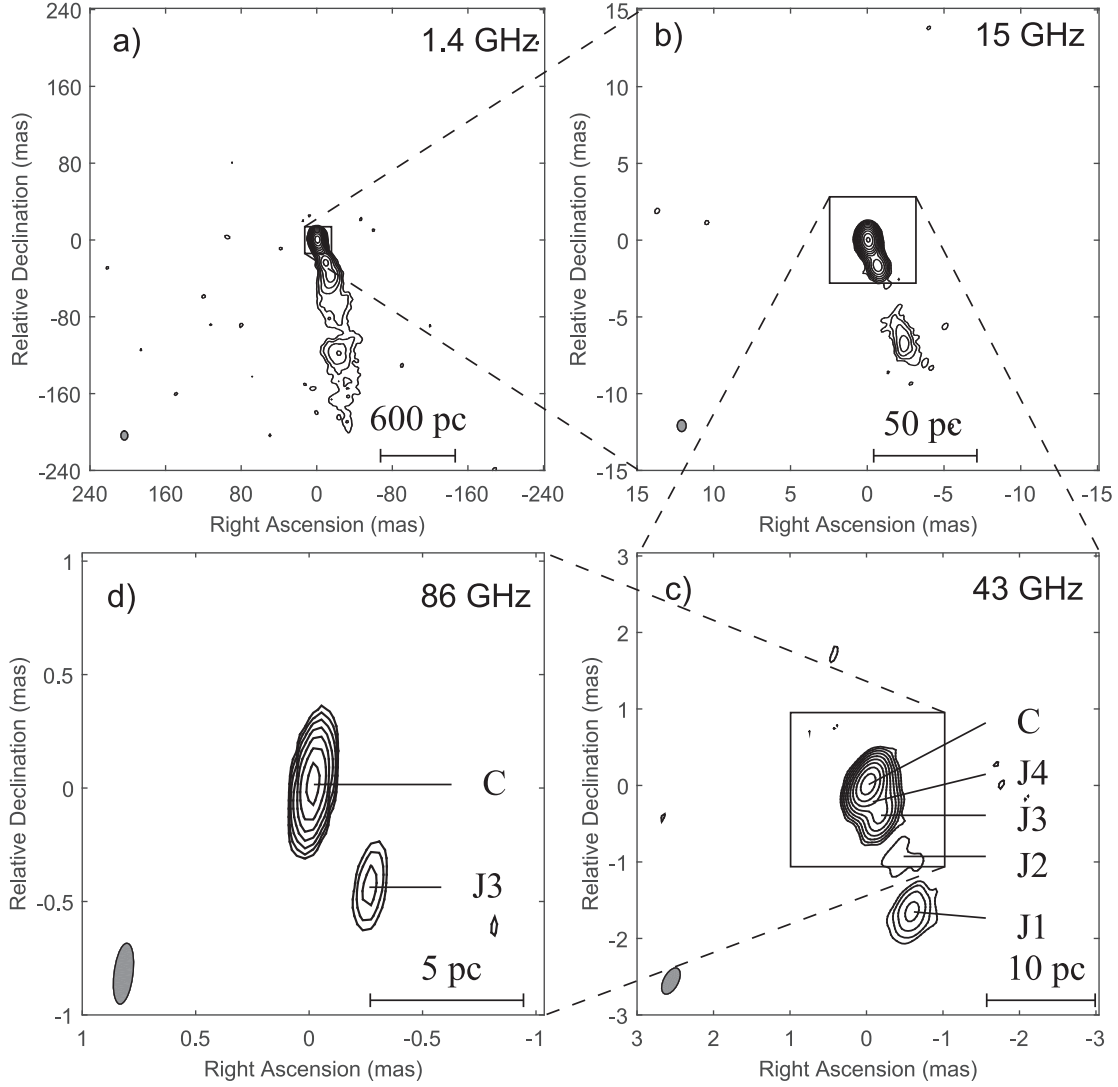 a)
1.4 GHz
240
160
80
0
-80
-160
-240
Relative Declination (mas)
600 pc
240 160 80 0 -80 -160 -240
Right Ascension (mas)
b)
15 GHz
15
10
5
0
-5
-10
-15
Relative Declination (mas)
50 pc
15 10 5 0 -5 -10 -15
Right Ascension (mas)
d)
86 GHz
1
0.5
0
-0.5
-1
Relative Declination (mas)
C
J3
5 pc
1 0.5 0 -0.5 -1
Right Ascension (mas)
c)
43 GHz
3
2
1
0
-1
-2
-3
Relative Declination (mas)
C
J4
J3
J2
J1
10 pc
3 2 1 0 -1 -2 -3
Right Ascension (mas)